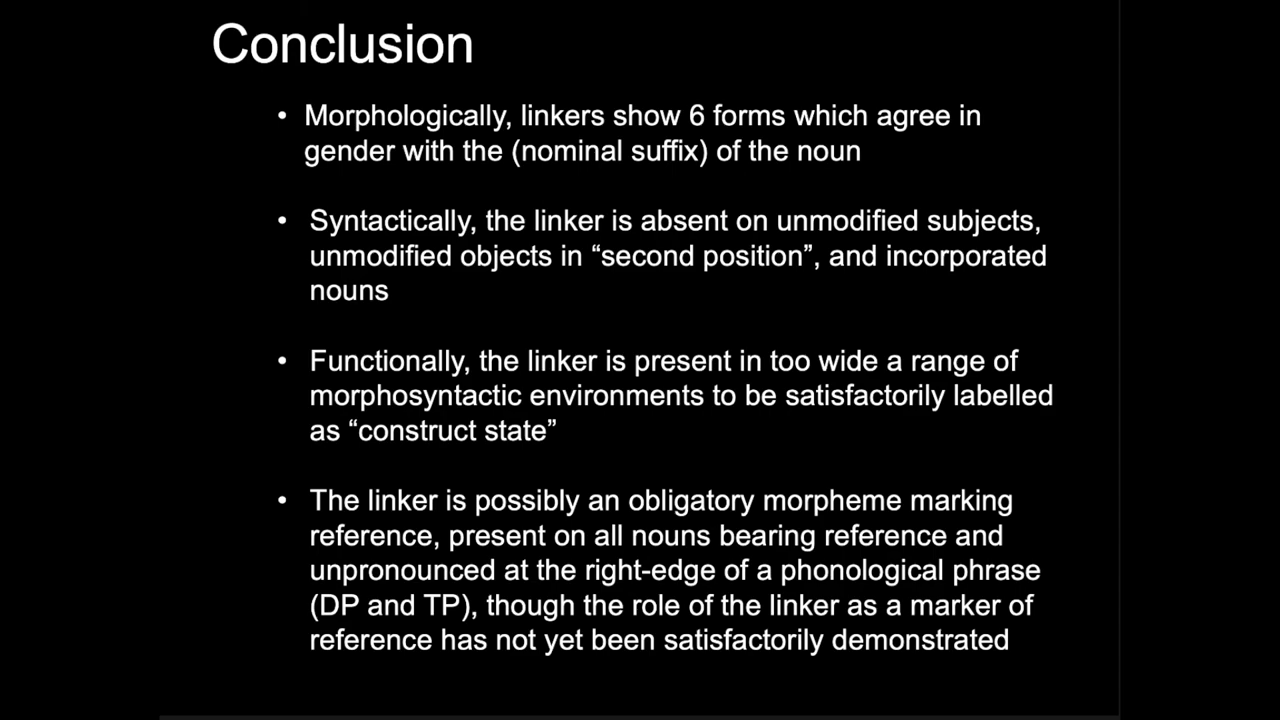 Conclusion
• Morphologically, linkers show 6 forms which agree in
gender with the (nominal suffix) of the noun
• Syntactically, the linker is absent on unmodified subjects,
unmodified objects in “second position”, and incorporated
nouns
• Functionally, the linker is present in too wide a range of
morphosyntactic environments to be satisfactorily labelled
as “construct state”
• The linker is possibly an obligatory morpheme marking
reference, present on all nouns bearing reference and
unpronounced at the right-edge of a phonological phrase
(DP and TP), though the role of the linker as a marker of
reference has not yet been satisfactorily demonstrated